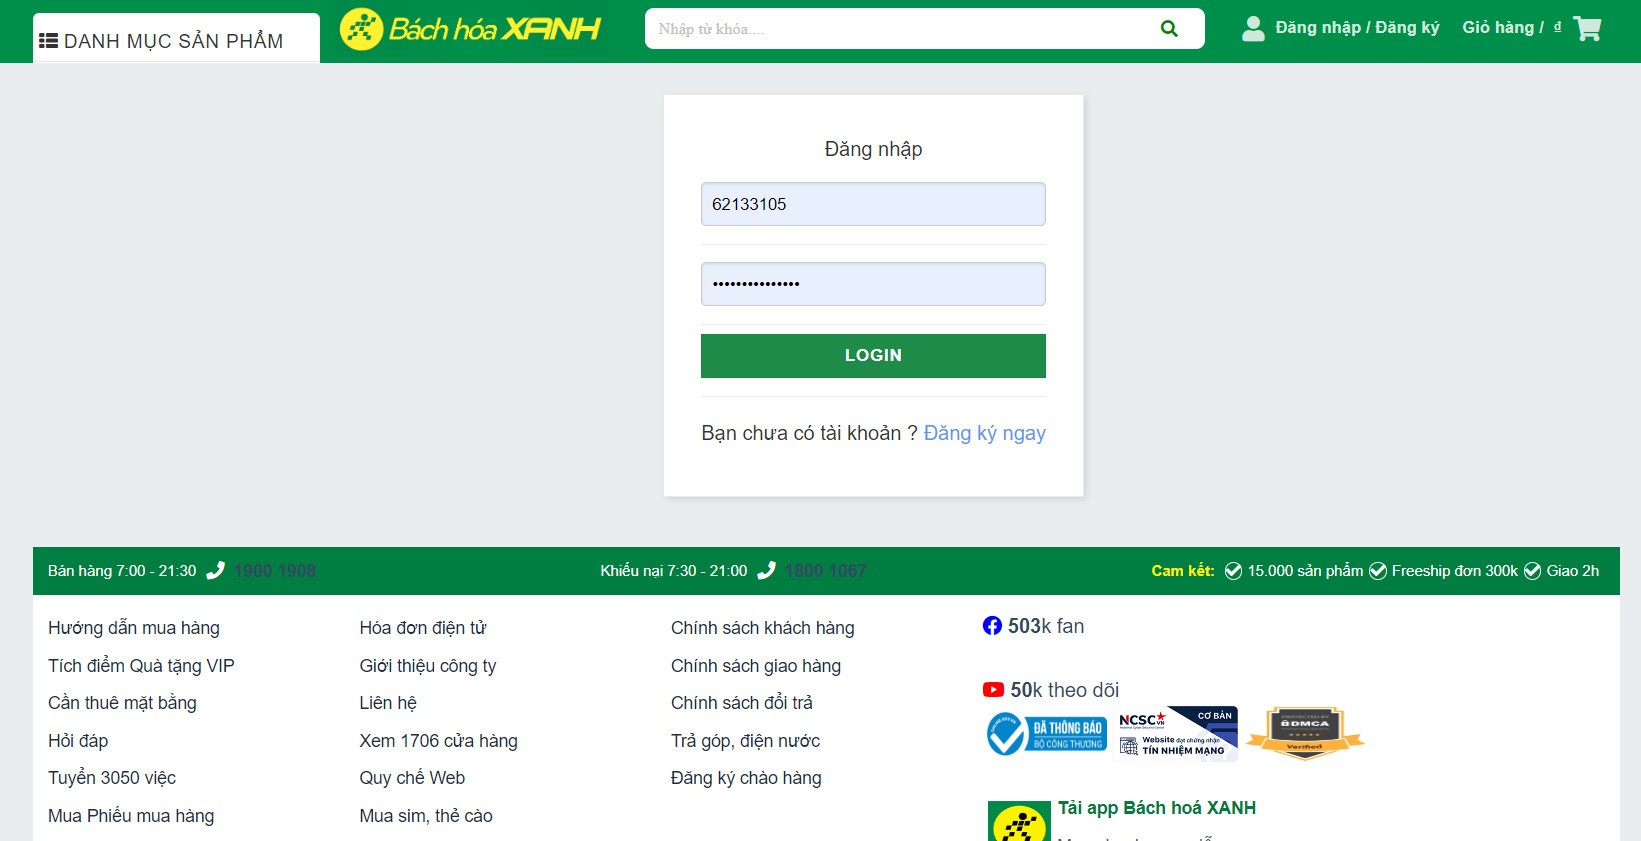 DANH MỤC SẢN PHẨM
Bách hóa XANH
Nhập từ khóa....
Đăng nhập / Đăng ký
Giỏ hàng / đ
Đăng nhập
62133105
•••••••••••••••
LOGIN
Bạn chưa có tài khoản ? Đăng ký ngay
Bán hàng 7:00 - 21:30 1900 1908
Khiếu nại 7:30 - 21:00 1800 1067
Cam kết: 15.000 sản phẩm Freeship đơn 300k Giao 2h
Hướng dẫn mua hàng
Tích điểm Quà tặng VIP
Cần thuê mặt bằng
Hỏi đáp
Tuyển 3050 việc
Mua Phiếu mua hàng
Hóa đơn điện tử
Giới thiệu công ty
Liên hệ
Xem 1706 cửa hàng
Quy chế Web
Mua sim, thẻ cào
Chính sách khách hàng
Chính sách giao hàng
Chính sách đổi trả
Trả góp, điện nước
Đăng ký chào hàng
503k fan
50k theo dõi
ĐÃ THÔNG BÁO
BỘ CÔNG THƯƠNG
NCSC.VN
CƠ BẢN
Website đạt chứng nhận
TÍN NHIỆM MẠNG
PROTECTED BY
DMCA
Verified
Tải app Bách hoá XANH